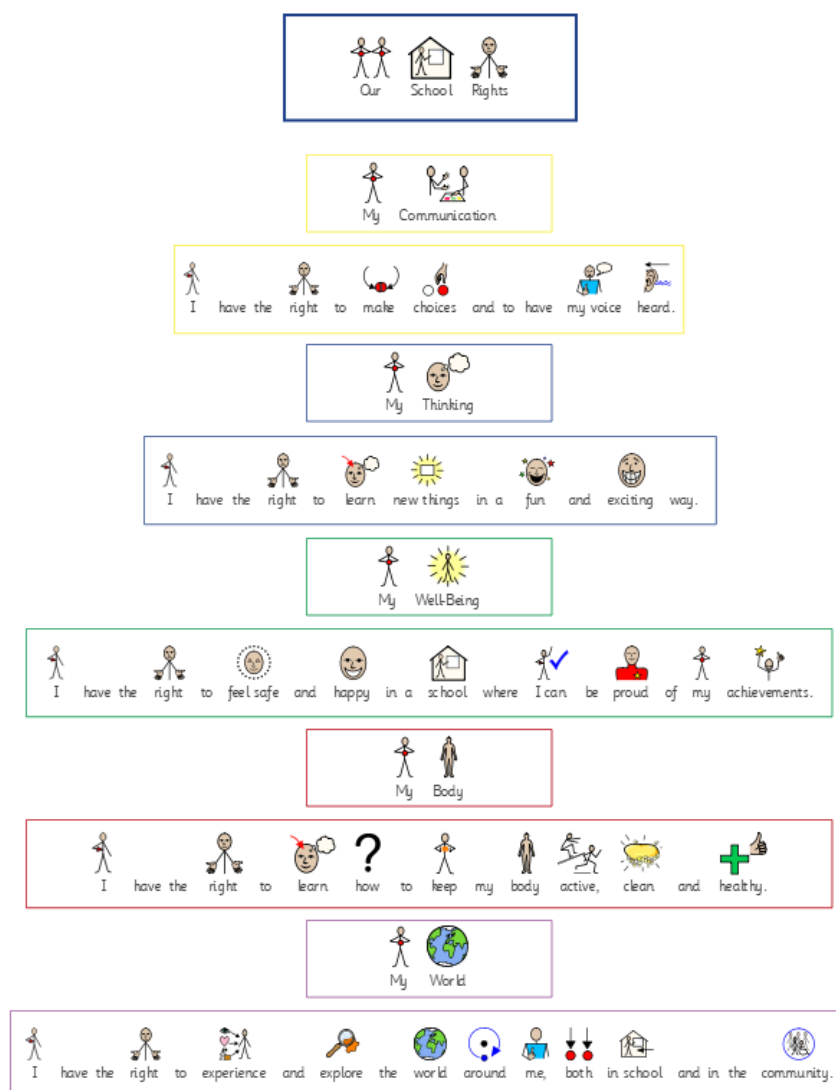 Our School Rights
My Communication
I have the right to make choices and to have my voice heard.
My Thinking
I have the right to learn new things in a fun and exciting way.
My Well-Being
I have the right to feel safe and happy in a school where I can be proud of my achievements.
My Body
I have the right to learn how to keep my body active, clean and healthy.
My World
I have the right to experience and explore the world around me, both in school and in the community.